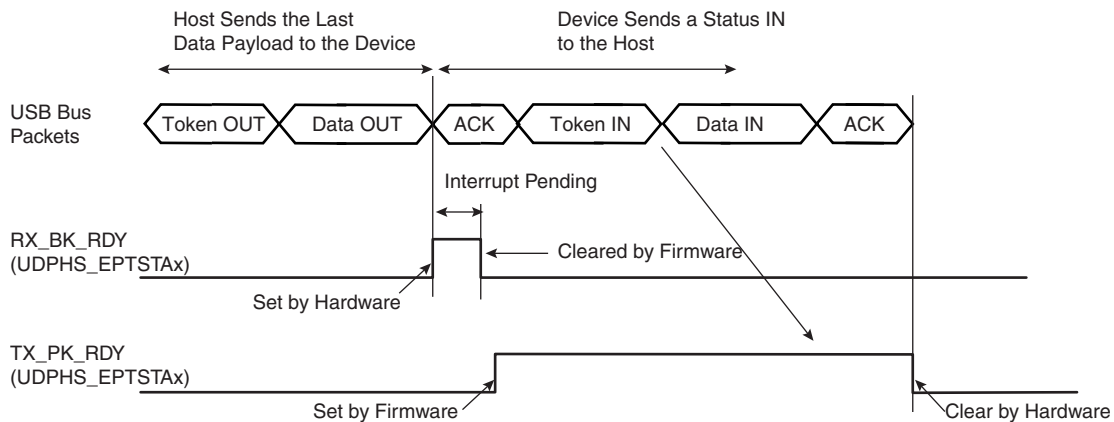 Host Sends the Last
Data Payload to the Device
Device Sends a Status IN
to the Host
USB Bus
Packets
Token OUT
Data OUT
ACK
Token IN
Data IN
ACK
Interrupt Pending
RX_BK_RDY
(UDPHS_EPTSTAx)
Cleared by Firmware
Set by Hardware
TX_PK_RDY
(UDPHS_EPTSTAx)
Set by Firmware
Clear by Hardware